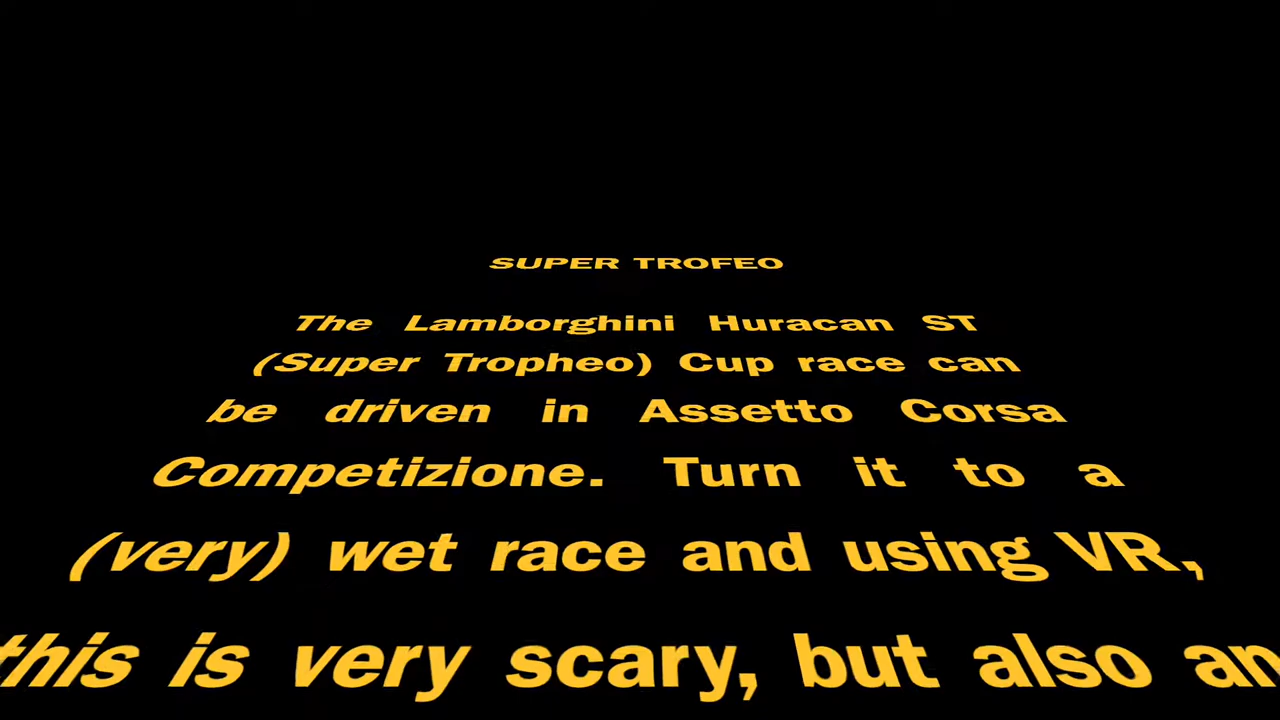 SUPER TROFEO
The Lamborghini Huracan ST
(Super Tropheo) Cup race can
be driven in Assetto Corsa
Competizione. Turn it to a
(very) wet race and using VR,
this is very scary, but also an